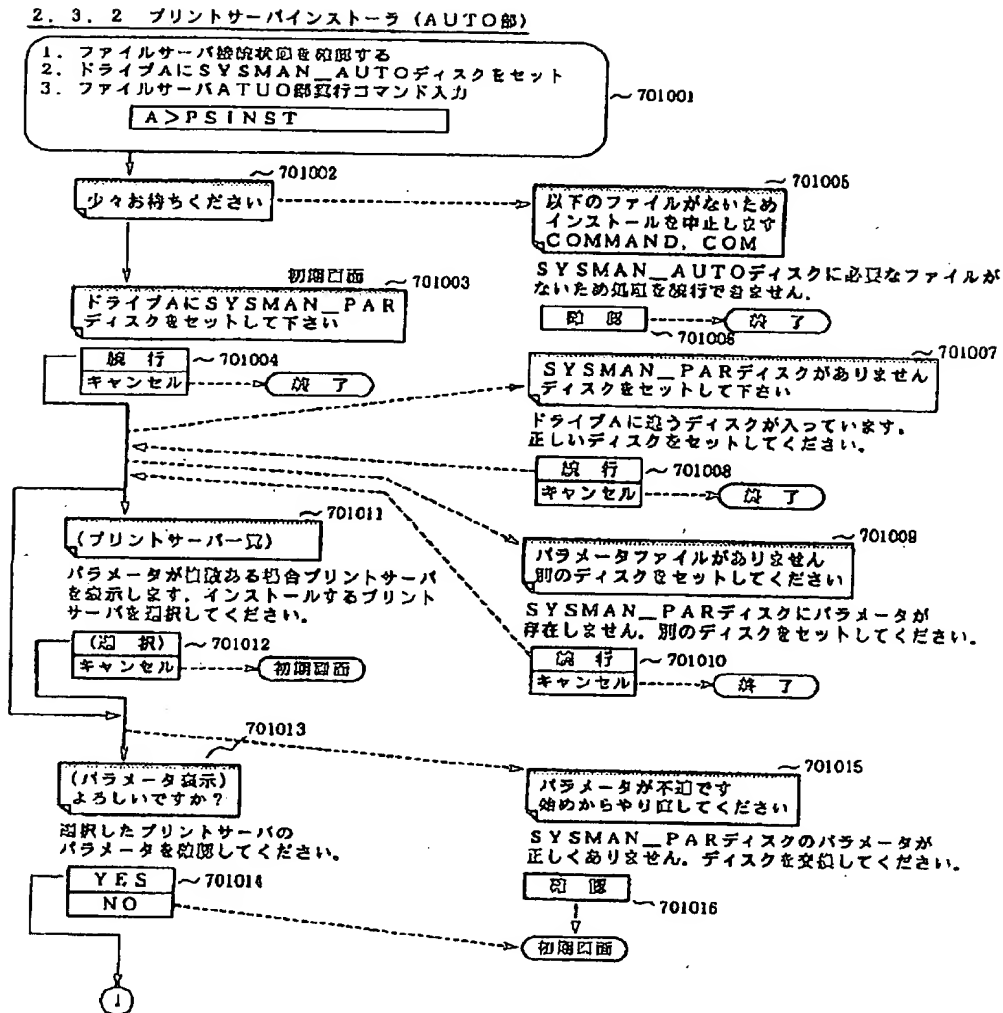 2.3.2 プリントサーバインストーラ(AUTO部)
1.ファイルサーバ接続状態を確認する
2.ドライブAにSYSMAN__AUTOディスクをセット
3.ファイルサーバATUO部実行コマンド入力
A>PSINST
~701001
~701002
少々お待ちください
~701005
以下のファイルがないため
インストールを中止します
COMMAND.COM
SYSMAN__AUTOディスクに必要なファイルが
ないため処理を続行できません.
確 認
終 了
701006
初期画面
~701003
ドライブAにSYSMAN__PAR
ディスクをセットして下さい
続 行
~701004
キャンセル
終 了
~701007
SYSMAN__PARディスクがありません
ディスクをセットして下さい
ドライブAに違うディスクが入っています.
正しいディスクをセットしてください.
続 行
~701008
キャンセル
終 了
~701011
(プリントサーバ一覧)
パラメータが複数ある場合プリントサーバ
を表示します.インストールするプリント
サーバを選択してください.
(選 択)
~701012
キャンセル
初期画面
~701009
パラメータファイルがありません
別のディスクをセットしてください
SYSMAN__PARディスクにパラメータが
存在しません.別のディスクをセットしてください.
続 行
~701010
キャンセル
終 了
701013
(パラメータ表示)
よろしいですか?
選択したプリントサーバの
パラメータを確認してください.
YES
~701014
NO
~701015
パラメータが不適です
始めからやり直してください
SYSMAN__PARディスクのパラメータが
正しくありません.ディスクを交換してください.
確 認
701016
初期画面
1